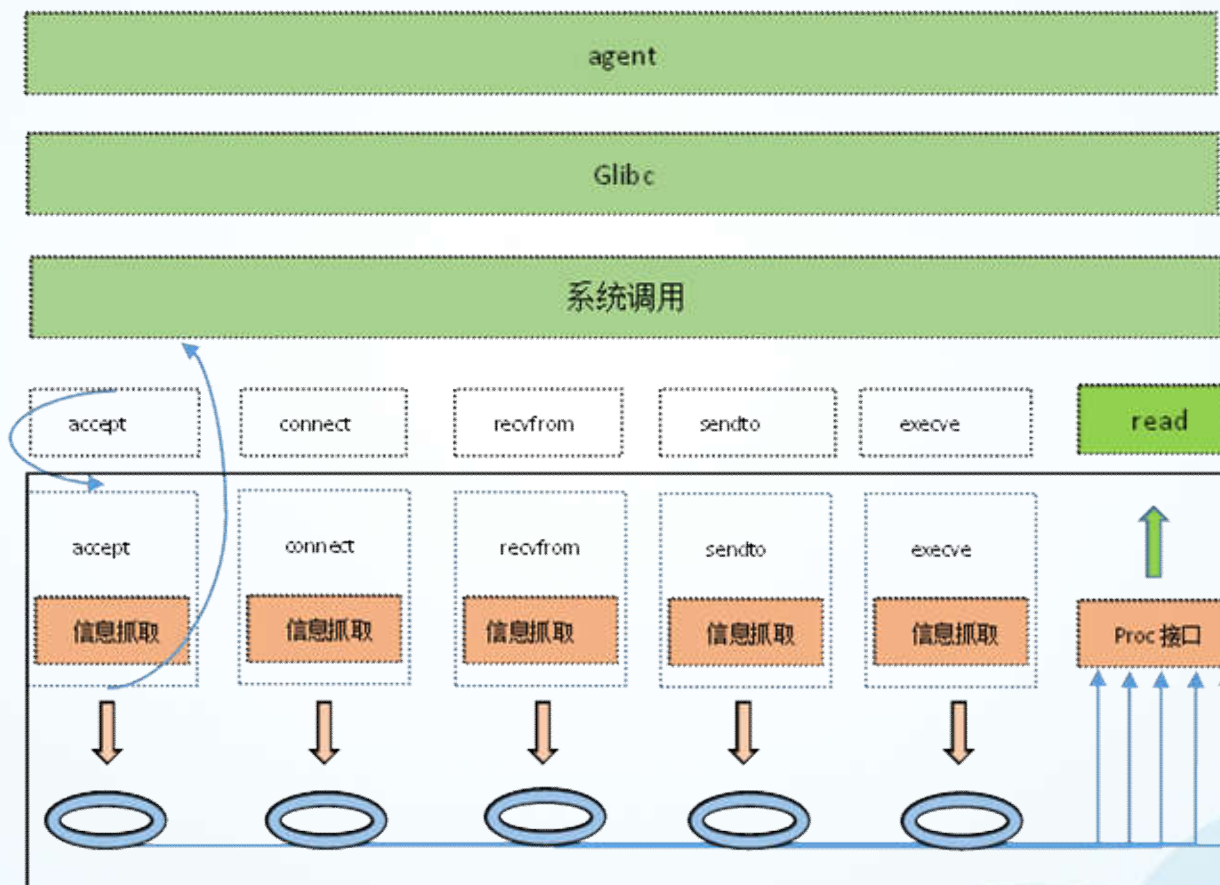 agent
Glibc
系统调用
accept
connect
recvfrom
sendto
execve
read
accept
connect
recvfrom
sendto
execve
信息抓取
信息抓取
信息抓取
信息抓取
信息抓取
Proc 接口